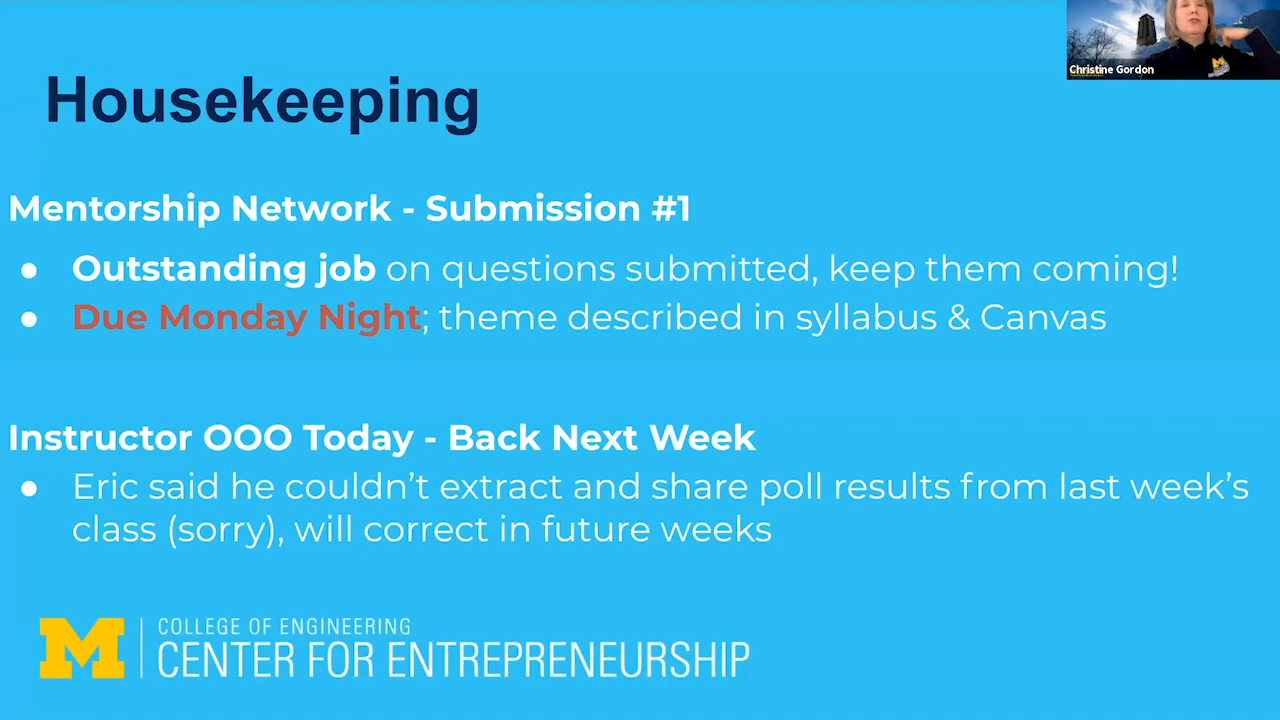 Christine Gordon
Housekeeping
Mentorship Network - Submission #1
● Outstanding job on questions submitted, keep them coming!
● Due Monday Night; theme described in syllabus & Canvas
Instructor OOO Today - Back Next Week
● Eric said he couldn’t extract and share poll results from last week’s
class (sorry), will correct in future weeks
M
COLLEGE OF ENGINEERING
CENTER FOR ENTREPRENEURSHIP